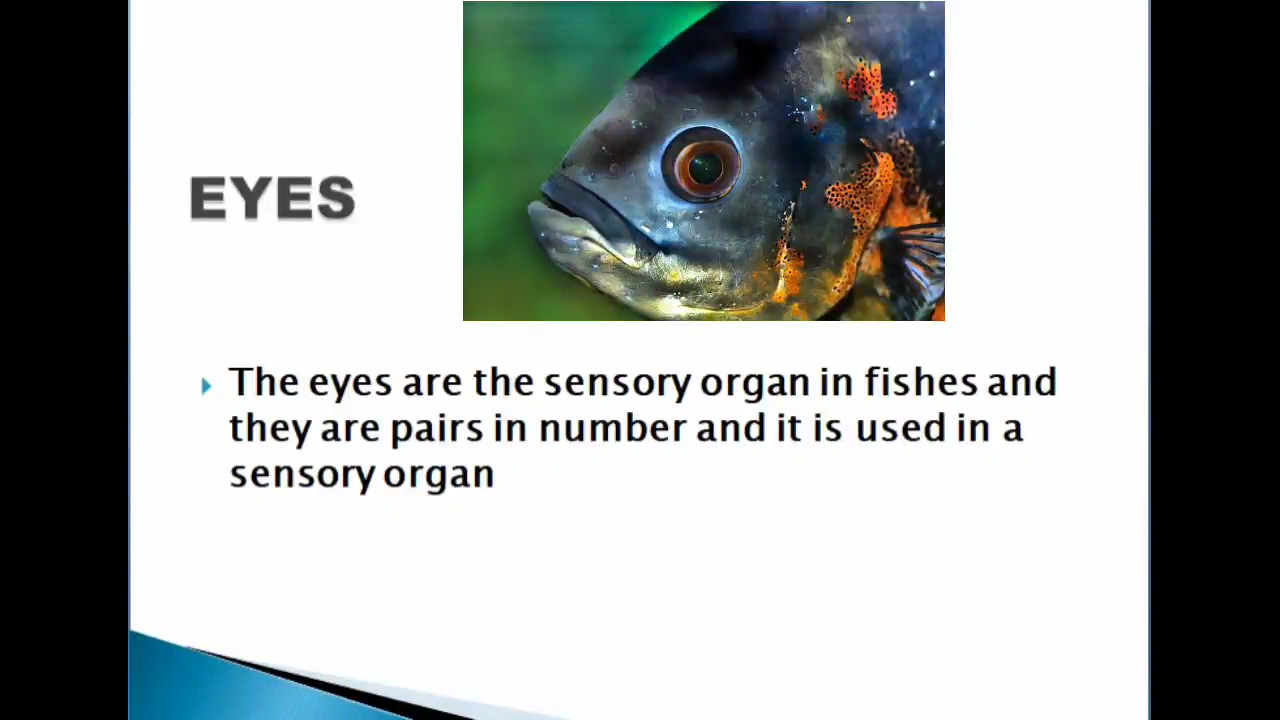 EYES
The eyes are the sensory organ in fishes and
they are pairs in number and it is used in a
sensory organ